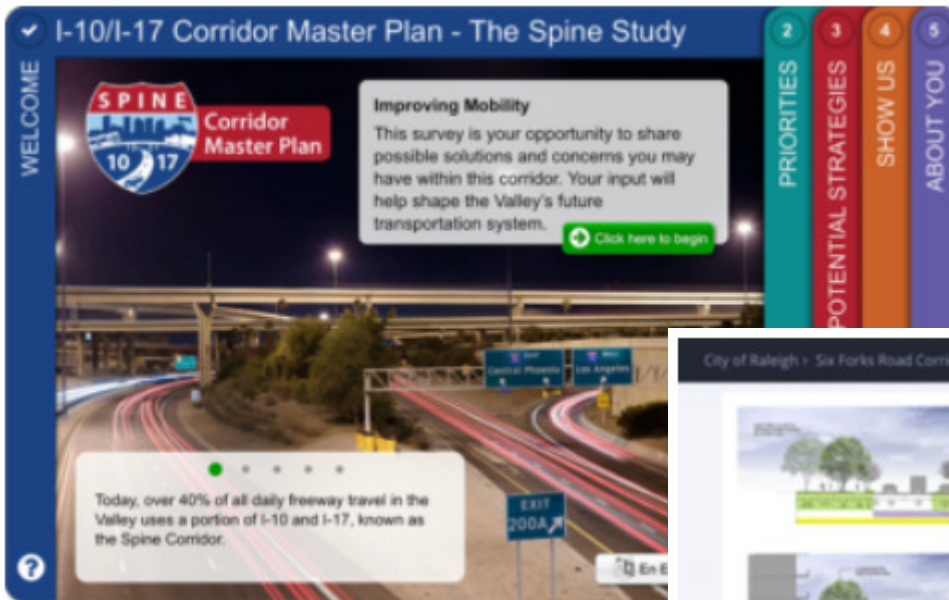 I-10/I-17 Corridor Master Plan - The Spine Study
WELCOME
SPINE
10 17
Corridor
Master Plan
Improving Mobility
This survey is your opportunity to share
possible solutions and concerns you may
have within this corridor. Your input will
help shape the Valley's future
transportation system.
Click here to begin
2
PRIORITIES
3
POTENTIAL STRATEGIES
4
SHOW US
5
ABOUT YOU
East
Central Phoenix
West
Los Angeles
EXIT
200A
Today, over 40% of all daily freeway travel in the
Valley uses a portion of I-10 and I-17, known as
the Spine Corridor.
?
En E
City of Raleigh › Six Forks Road Corri